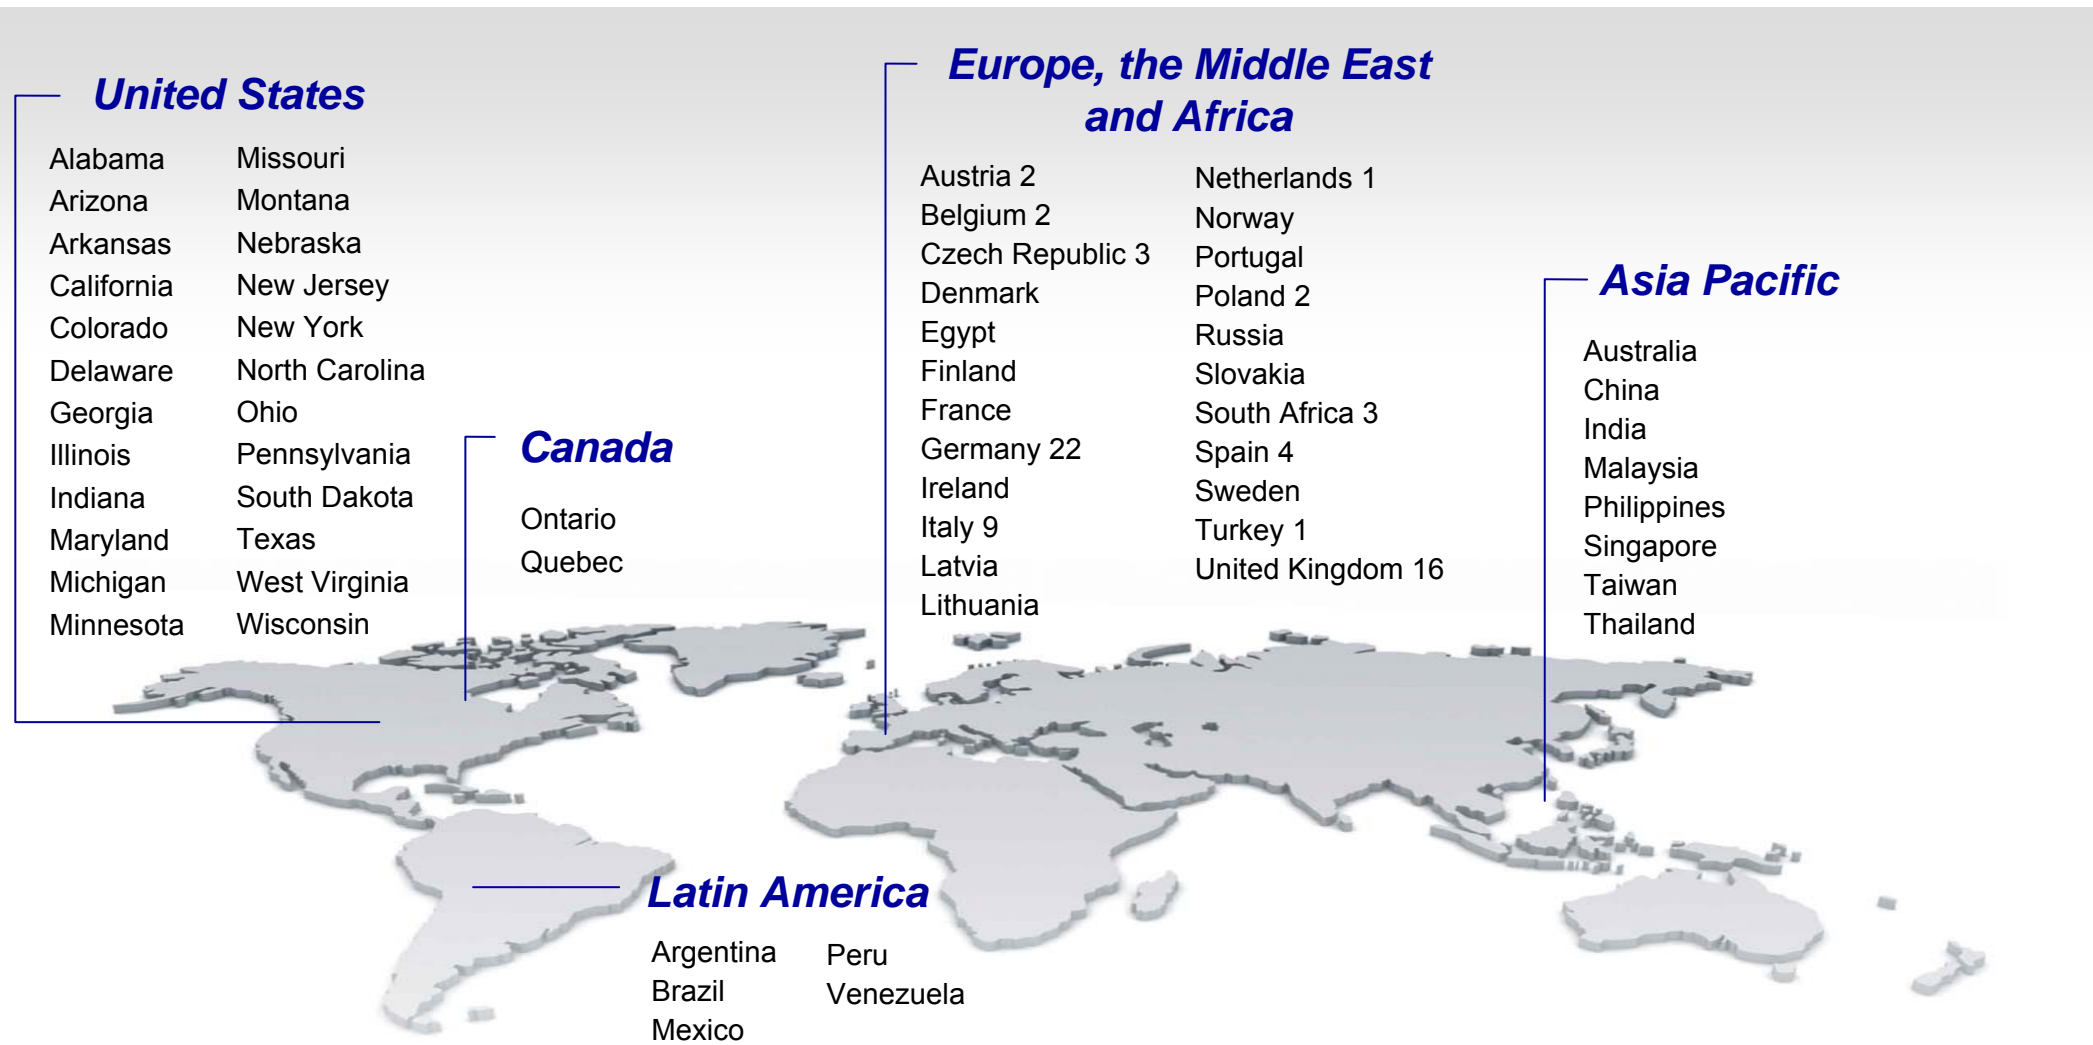 United States
Alabama
Arizona
Arkansas
California
Colorado
Delaware
Georgia
Illinois
Indiana
Maryland
Michigan
Minnesota
Missouri
Montana
Nebraska
New Jersey
New York
North Carolina
Ohio
Pennsylvania
South Dakota
Texas
West Virginia
Wisconsin
Canada
Ontario
Quebec
Europe, the Middle East
and Africa
Austria 2
Belgium 2
Czech Republic 3
Denmark
Egypt
Finland
France
Germany 22
Ireland
Italy 9
Latvia
Lithuania
Netherlands 1
Norway
Portugal
Poland 2
Russia
Slovakia
South Africa 3
Spain 4
Sweden
Turkey 1
United Kingdom 16
Asia Pacific
Australia
China
India
Malaysia
Philippines
Singapore
Taiwan
Thailand
Latin America
Argentina
Brazil
Mexico
Peru
Venezuela